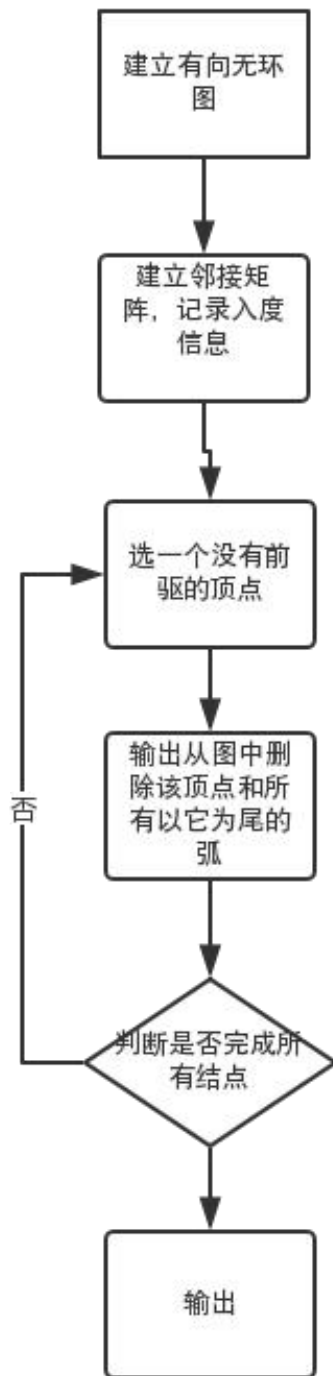 建立有向无环
图
建立邻接矩
阵，记录入度
信息
选一个没有前
驱的顶点
输出从图中删
除该顶点和所
有以它为尾的
弧
否
判断是否完成所
有结点
输出